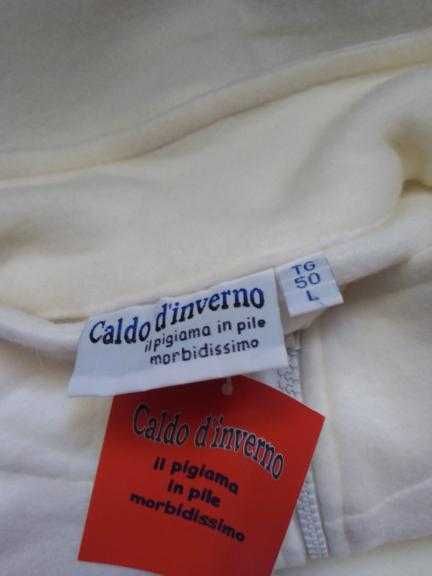 Caldo d'inverno
il pigiama in pile
morbidissimo
TG
50
L
Caldo d'inverno
il pigiama
in pile
morbidissimo